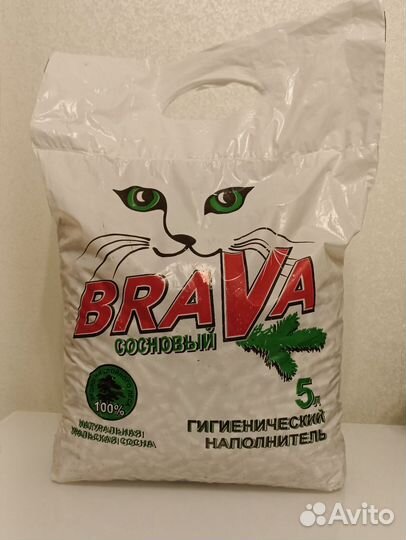 BRAVA
СОСНОВЫЙ
5л
100%
НАТУРАЛЬНАЯ
УРАЛЬСКАЯ СОСНА
ГИГИЕНИЧЕСКИЙ
НАПОЛНИТЕЛЬ
Avito